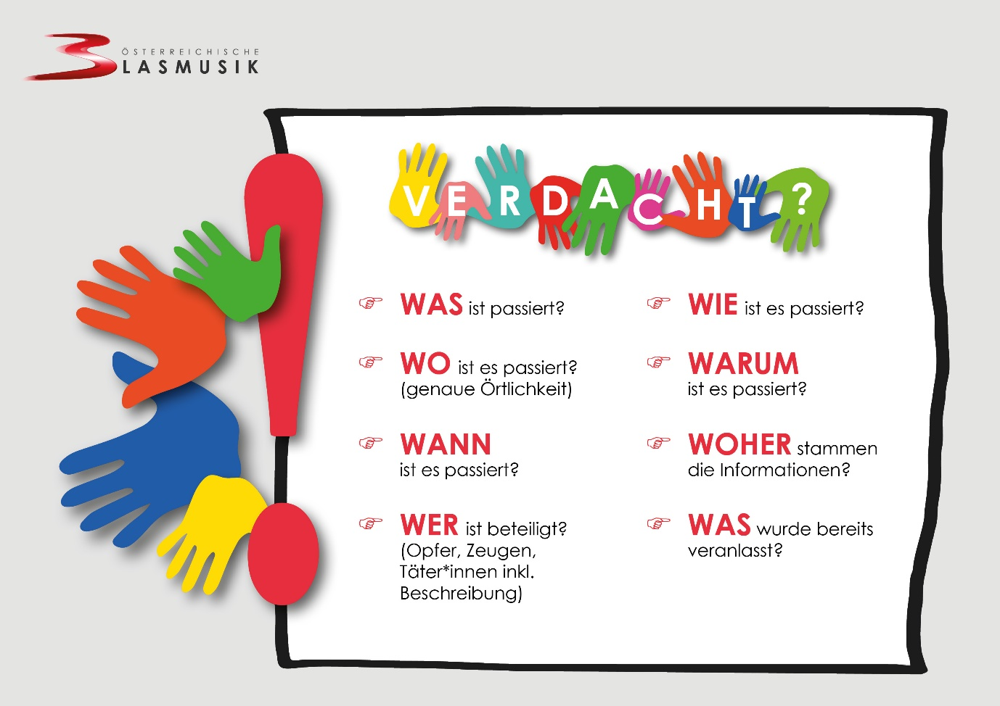 ÖSTERREICHISCHE
BLASMUSIK
VERDACHT?
WAS ist passiert?
WO ist es passiert?
(genaue Örtlichkeit)
WANN
ist es passiert?
WER ist beteiligt?
(Opfer, Zeugen,
Täter*innen inkl.
Beschreibung)
WIE ist es passiert?
WARUM
ist es passiert?
WOHER stammen
die Informationen?
WAS wurde bereits
veranlasst?